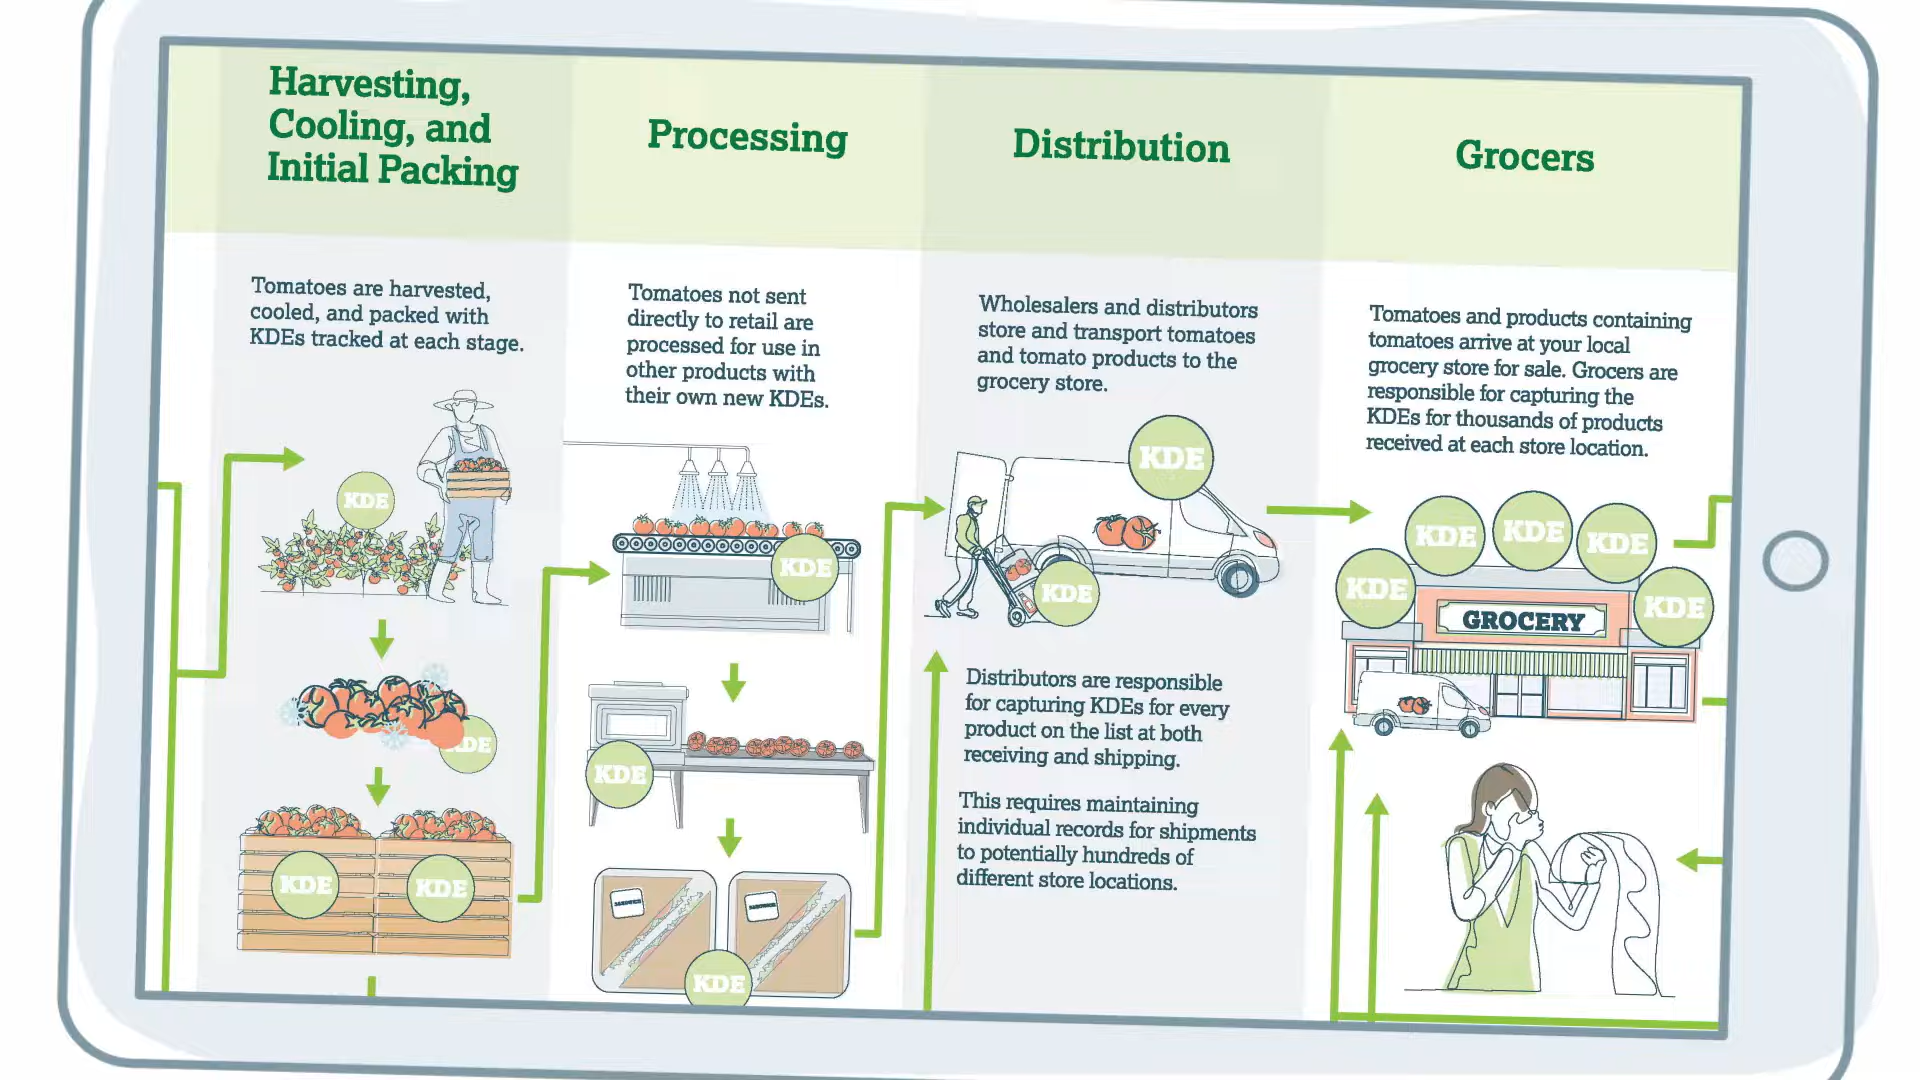 Harvesting,
Cooling, and
Initial Packing
Tomatoes are harvested,
cooled, and packed with
KDEs tracked at each stage.
KDE
KDE
KDE
KDE
Processing
Tomatoes not sent
directly to retail are
processed for use in
other products with
their own new KDEs.
KDE
KDE
SANDWICH
SANDWICH
KDE
Distribution
Wholesalers and distributors
store and transport tomatoes
and tomato products to the
grocery store.
KDE
KDE
Distributors are responsible
for capturing KDEs for every
product on the list at both
receiving and shipping.
This requires maintaining
individual records for shipments
to potentially hundreds of
different store locations.
Grocers
Tomatoes and products containing
tomatoes arrive at your local
grocery store for sale. Grocers are
responsible for capturing the
KDEs for thousands of products
received at each store location.
KDE
KDE
KDE
KDE
KDE
GROCERY